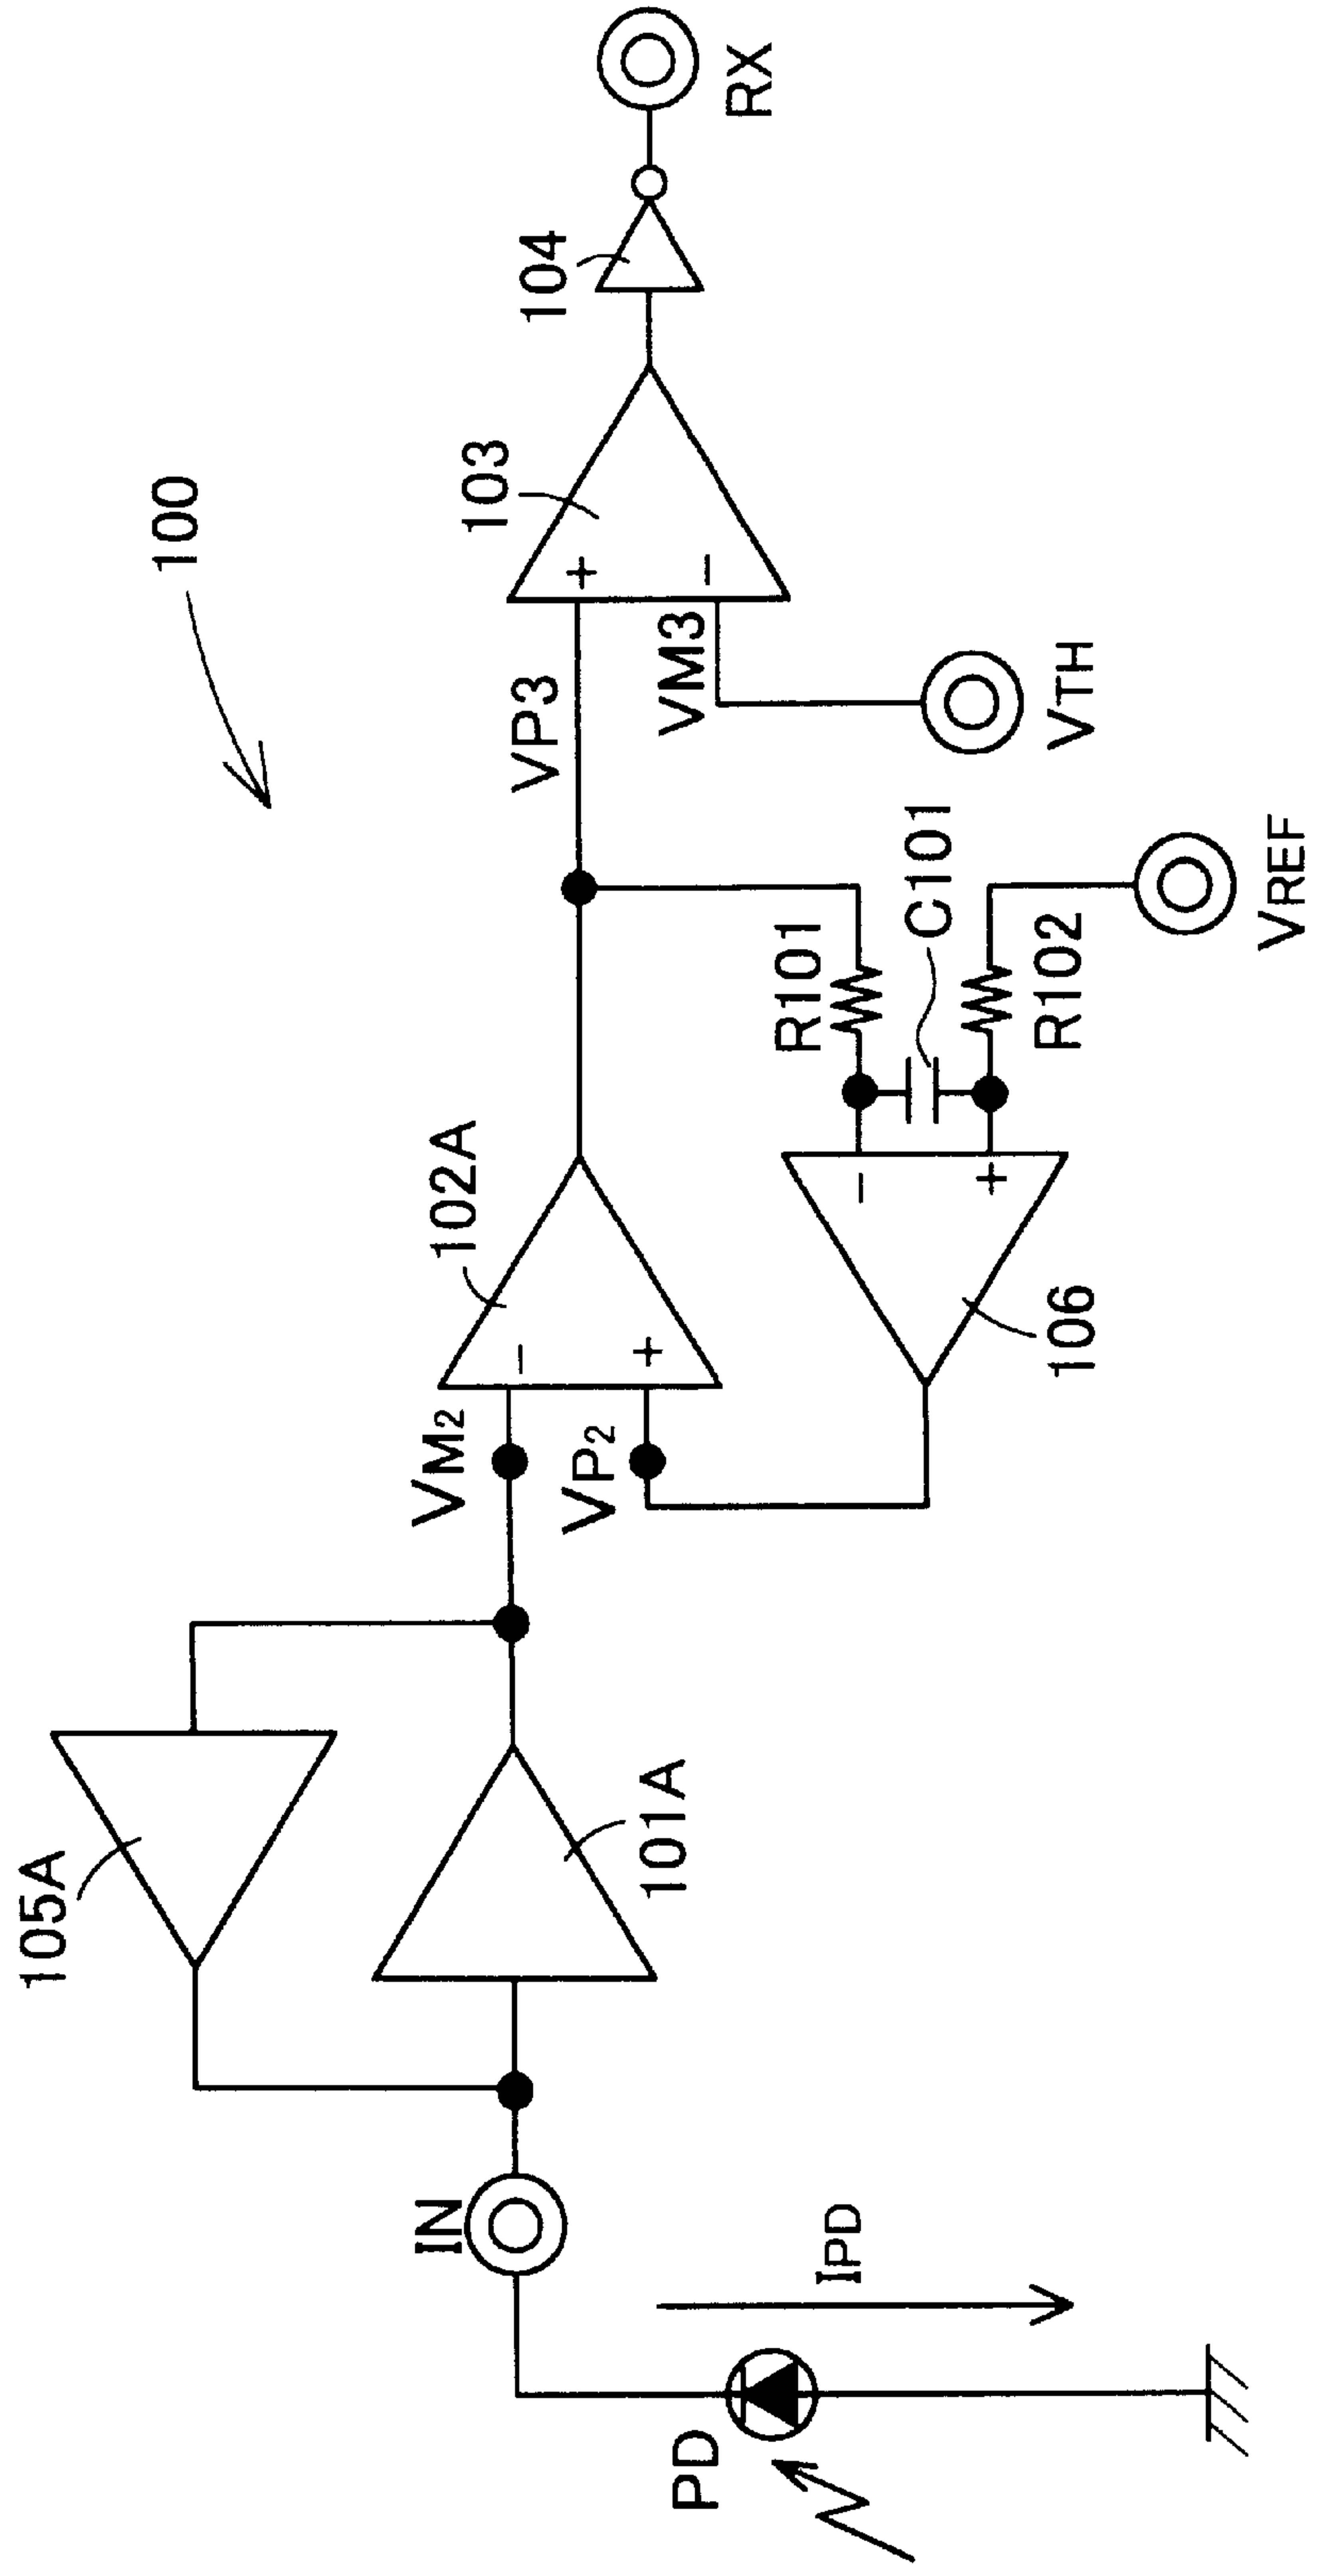 100
105A
101A
IN
PD
IPD
VM2
VP2
102A
106
R101
C101
R102
VREF
VP3
VM3
VTH
103
104
RX
+
−
−
+
−
+